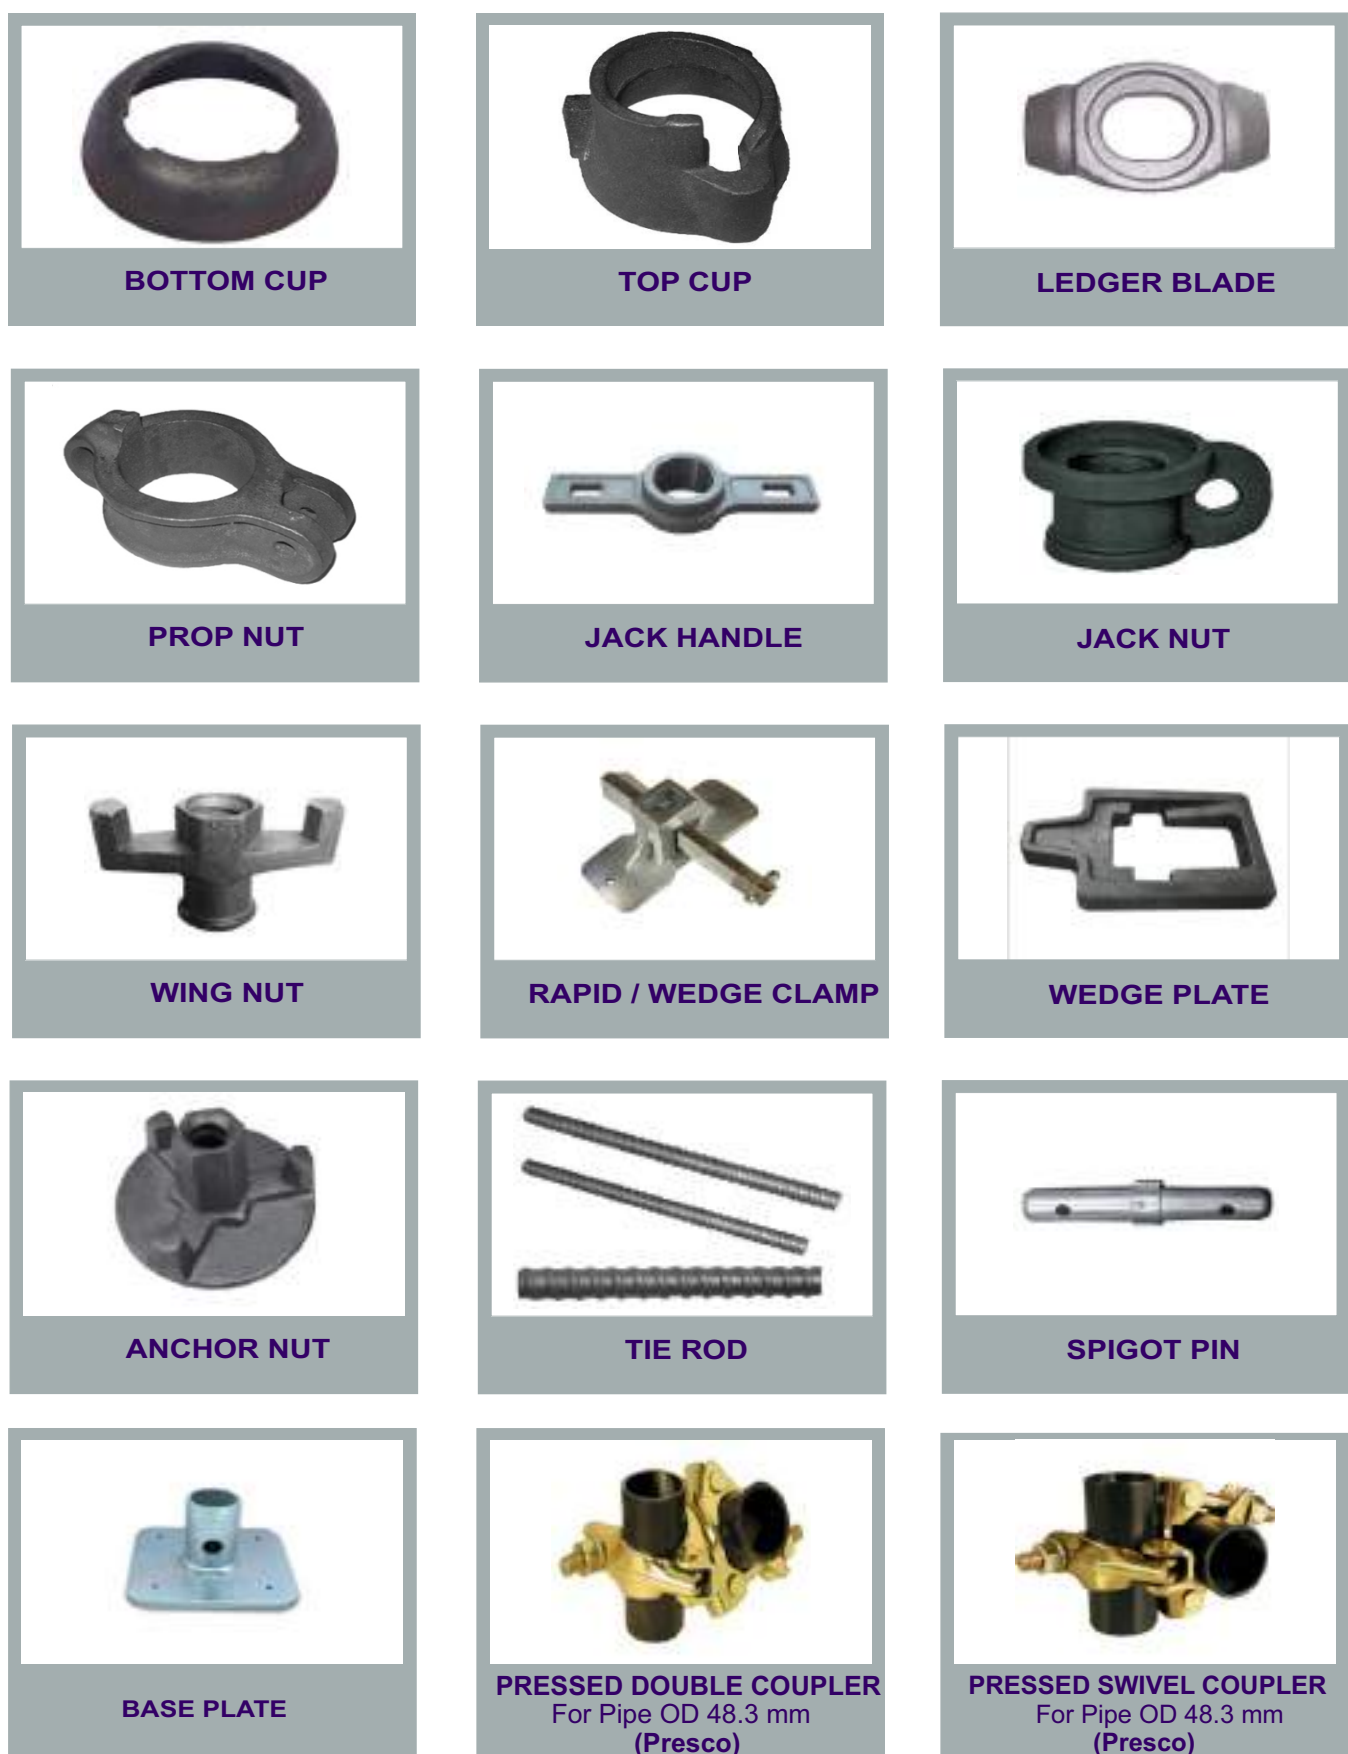 BOTTOM CUP
TOP CUP
LEDGER BLADE
PROP NUT
JACK HANDLE
JACK NUT
WING NUT
RAPID / WEDGE CLAMP
WEDGE PLATE
ANCHOR NUT
TIE ROD
SPIGOT PIN
BASE PLATE
PRESSED DOUBLE COUPLER
For Pipe OD 48.3 mm
(Presco)
PRESSED SWIVEL COUPLER
For Pipe OD 48.3 mm
(Presco)